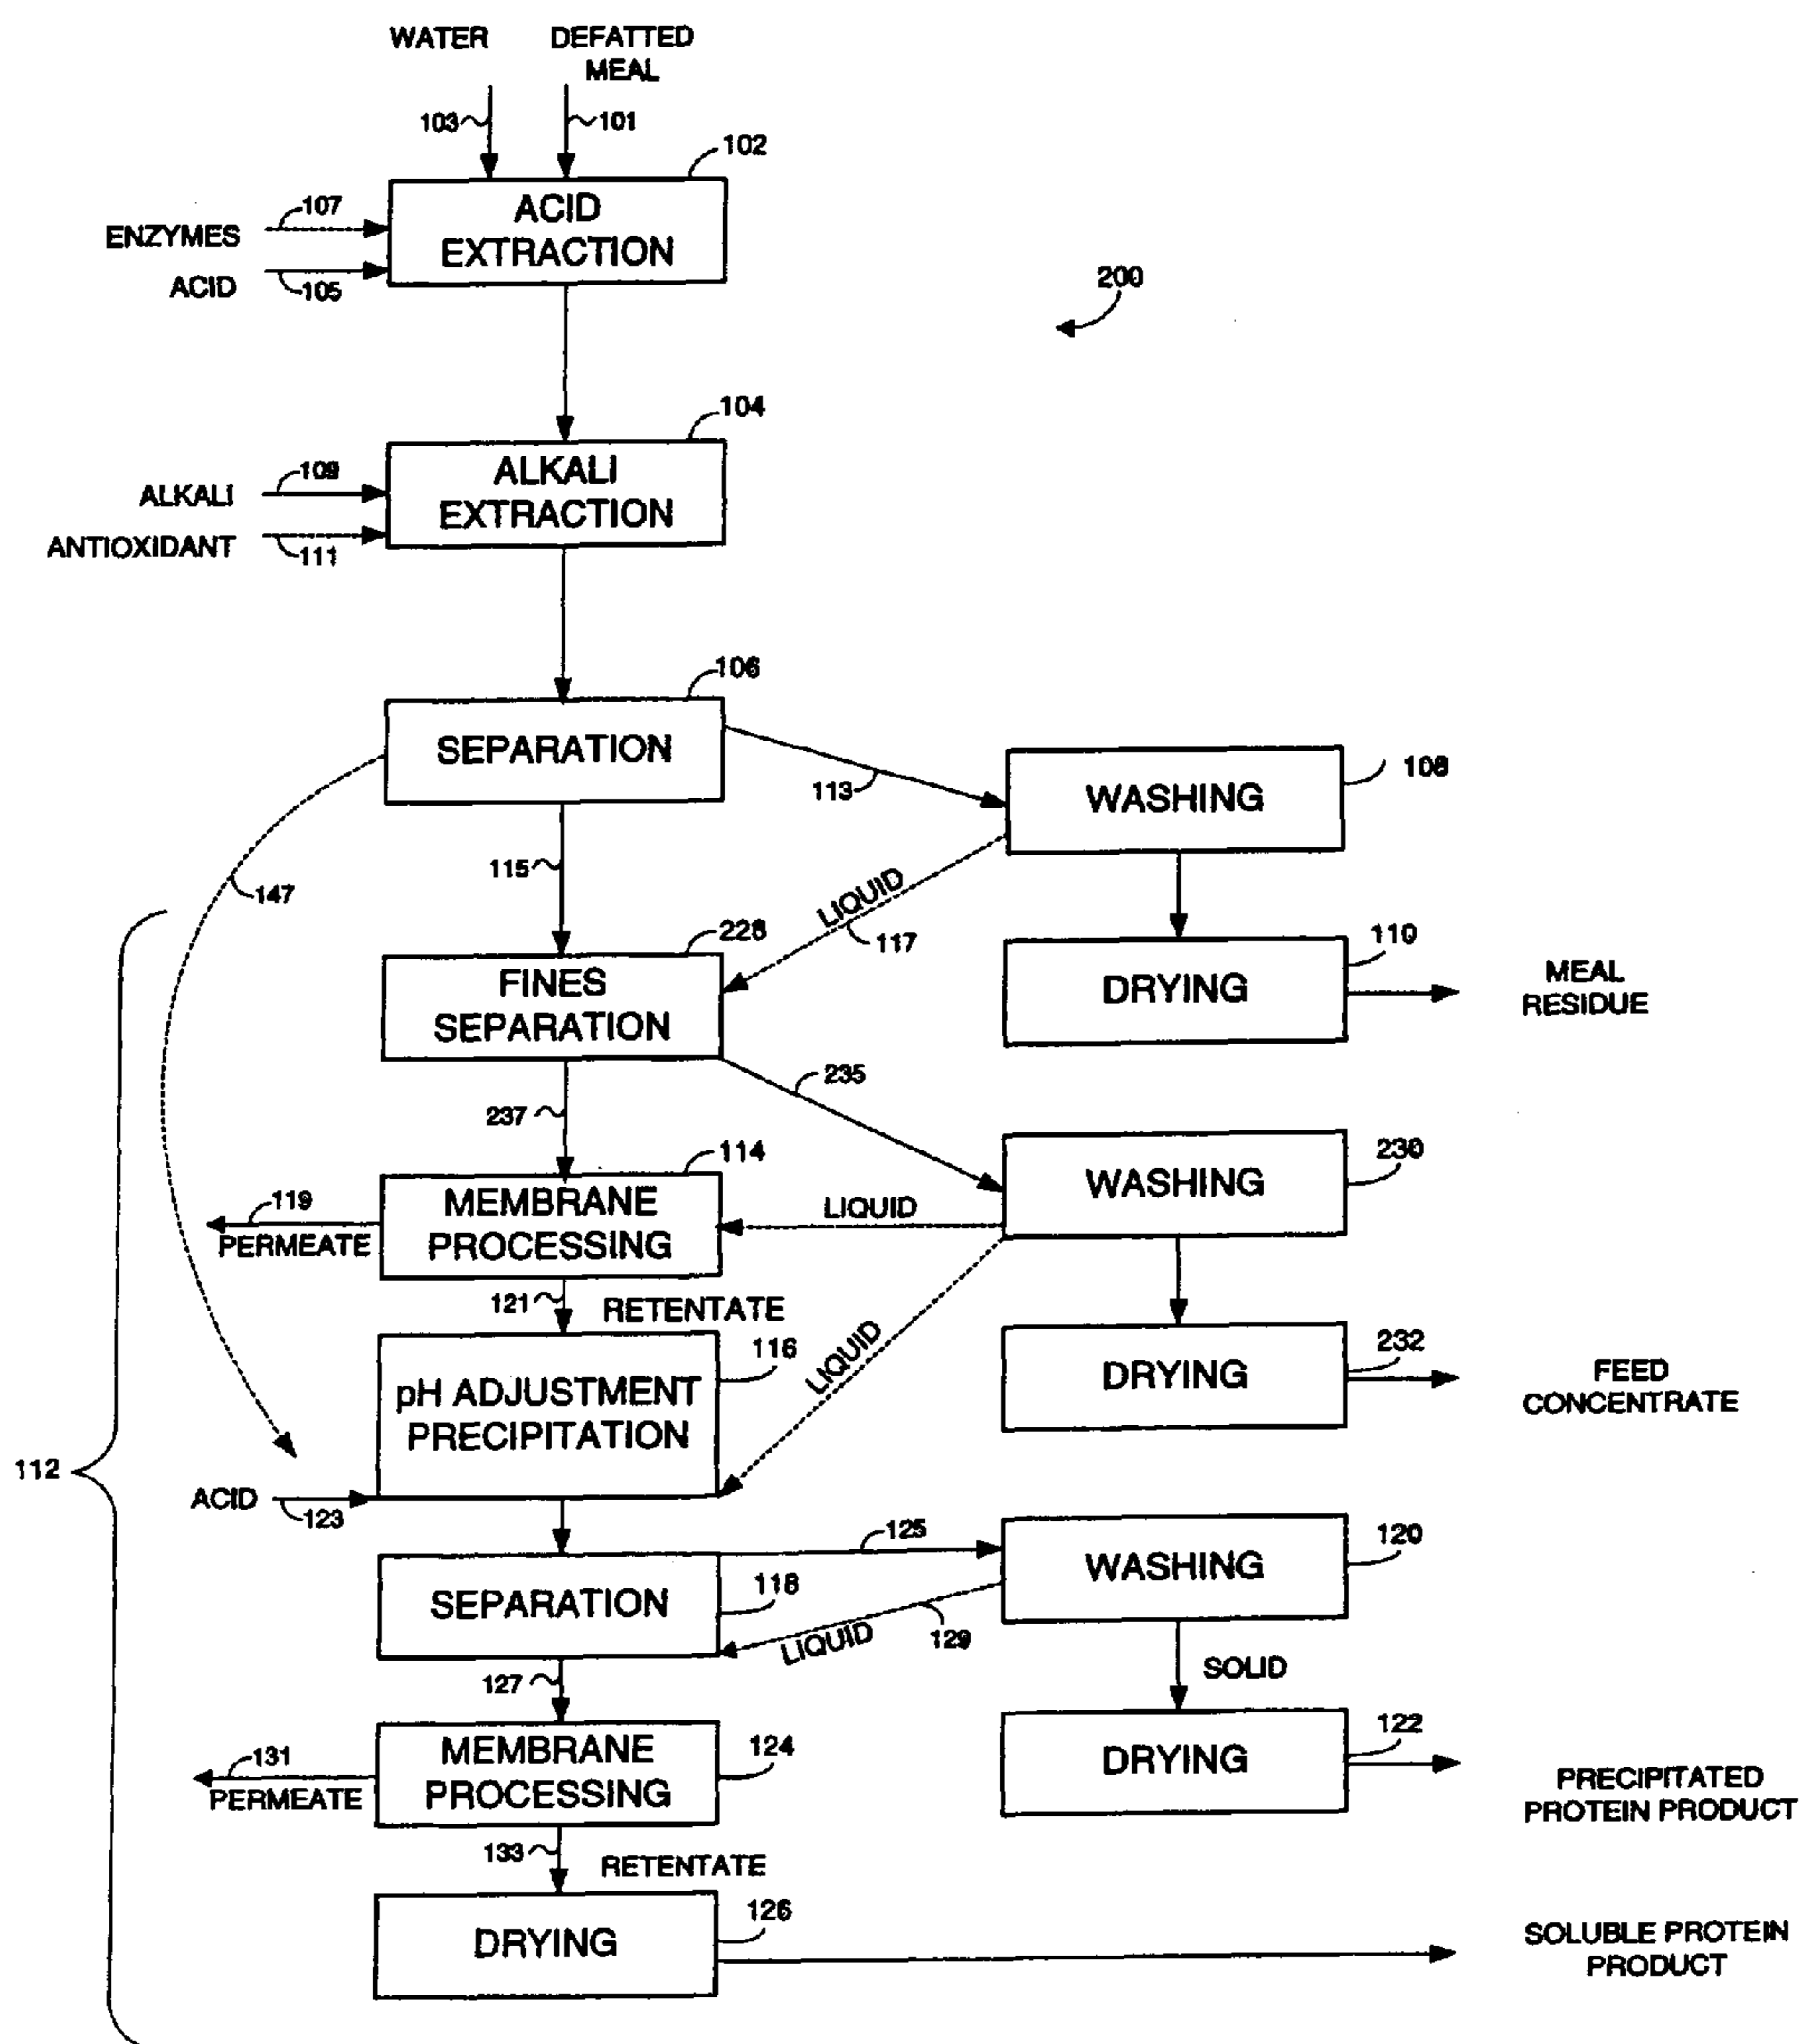 WATER
DEFATTED
MEAL
103
101
102
ACID
EXTRACTION
107
ENZYMES
ACID
105
200
104
ALKALI
EXTRACTION
109
ALKALI
ANTIOXIDANT
111
106
SEPARATION
113
108
WASHING
147
115
LIQUID
117
228
FINES
SEPARATION
110
DRYING
MEAL
RESIDUE
235
237
114
MEMBRANE
PROCESSING
119
PERMEATE
LIQUID
230
WASHING
121
RETENTATE
116
pH ADJUSTMENT
PRECIPITATION
LIQUID
232
DRYING
FEED
CONCENTRATE
112
ACID
123
125
120
WASHING
118
SEPARATION
LIQUID
129
127
SOLID
MEMBRANE
PROCESSING
124
131
PERMEATE
122
DRYING
PRECIPITATED
PROTEIN PRODUCT
133
RETENTATE
126
DRYING
SOLUBLE PROTEIN
PRODUCT